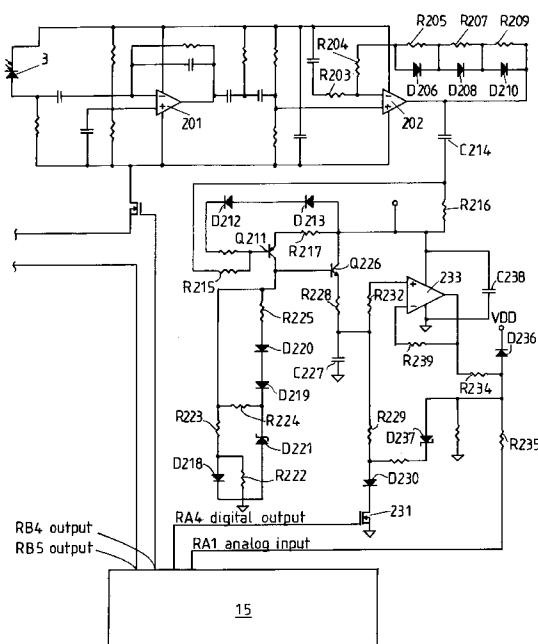 R205 R207 R209
R204
3
R203
D206 D208 D210
201
202
C214
D212 D213
R216
Q211
R217
Q226
R215
R228
R232
233
C238
R225
VDD
D220
C227
R239
D236
D219
R234
R223
R224
R229
D237
R235
D221
D218
R222
D230
RB4 output
RA4 digital output
231
RB5 output
RA1 analog input
15